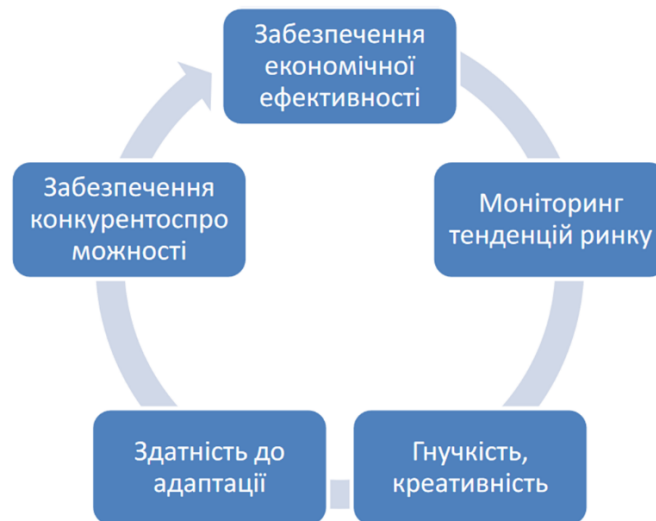 Забезпечення
економічної
ефективності
Моніторинг
тенденцій ринку
Гнучкість,
креативність
Здатність до
адаптації
Забезпечення
конкурентоспро
можності